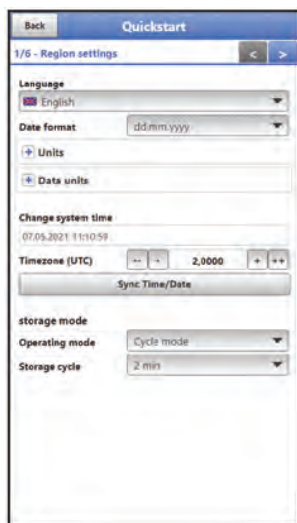 Back Quickstart
1/6 - Region settings < >
Language
English
Date format dd.mm.yyyy
+ Units
+ Data units
Change system time
07.05.2021 11:10:59
Timezone (UTC) -- - 2,0000 + ++
Sync Time/Date
storage mode
Operating mode Cycle mode
Storage cycle 2 min